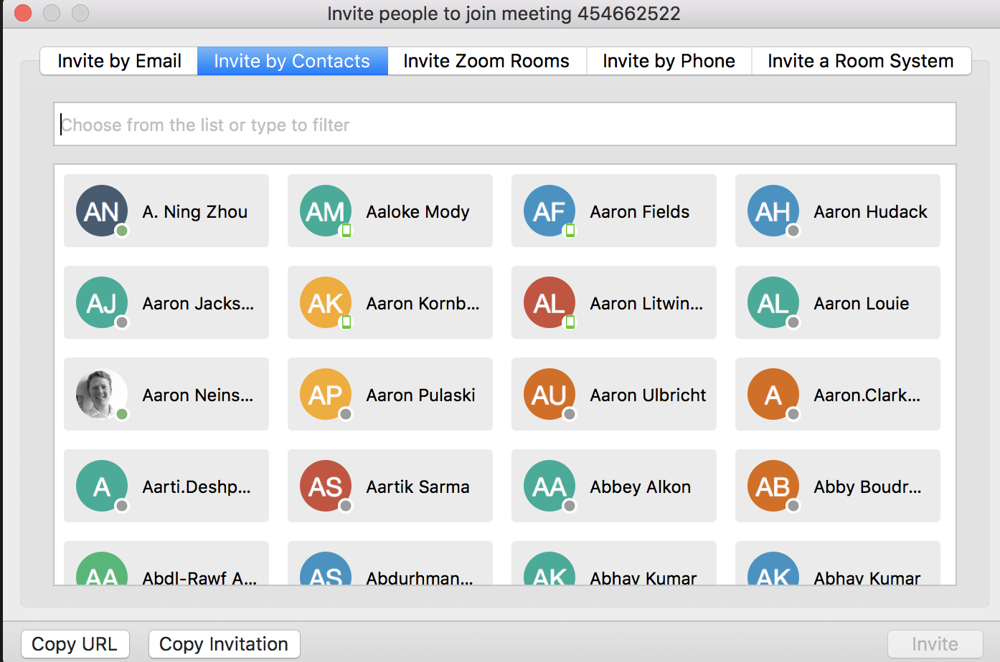 Invite people to join meeting 454662522
Invite by Email
Invite by Contacts
Invite Zoom Rooms
Invite by Phone
Invite a Room System
Choose from the list or type to filter
AN A. Ning Zhou
AM Aaloke Mody
AF Aaron Fields
AH Aaron Hudack
AJ Aaron Jacks...
AK Aaron Kornb...
AL Aaron Litwin...
AL Aaron Louie
Aaron Neins...
AP Aaron Pulaski
AU Aaron Ulbricht
A Aaron.Clark...
A Aarti.Deshp...
AS Aartik Sarma
AA Abbey Alkon
AB Abby Boudr...
AA Abdl-Rawf A...
AS Abdurhman...
AK Abhay Kumar
AK Abhay Kumar
Copy URL
Copy Invitation
Invite